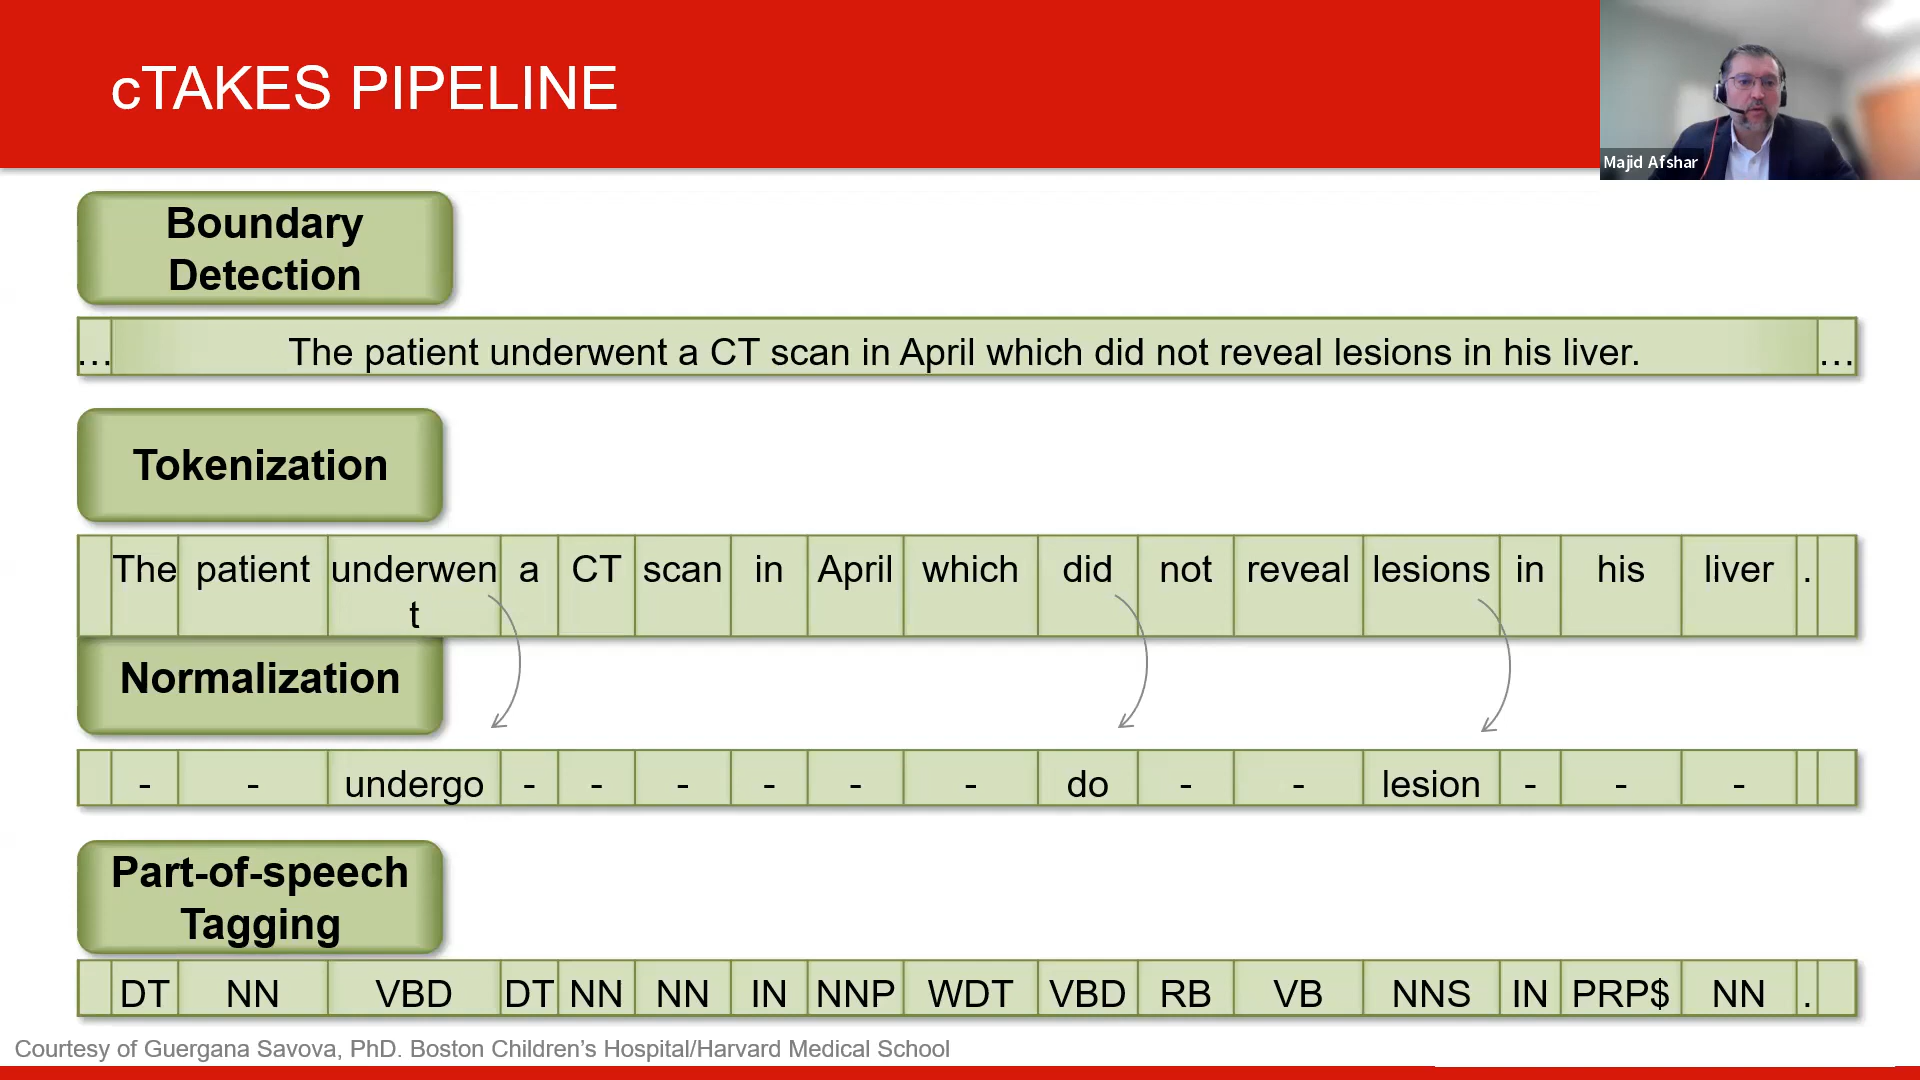 cTAKES PIPELINE
Majid Afshar
Boundary
Detection
... The patient underwent a CT scan in April which did not reveal lesions in his liver. ...
Tokenization
The patient underwen a CT scan in April which did not reveal lesions in his liver .
t
Normalization
- - undergo - - - - - - do - - lesion - - -
Part-of-speech
Tagging
DT NN VBD DT NN NN IN NNP WDT VBD RB VB NNS IN PRP$ NN .
Courtesy of Guergana Savova, PhD. Boston Children’s Hospital/Harvard Medical School